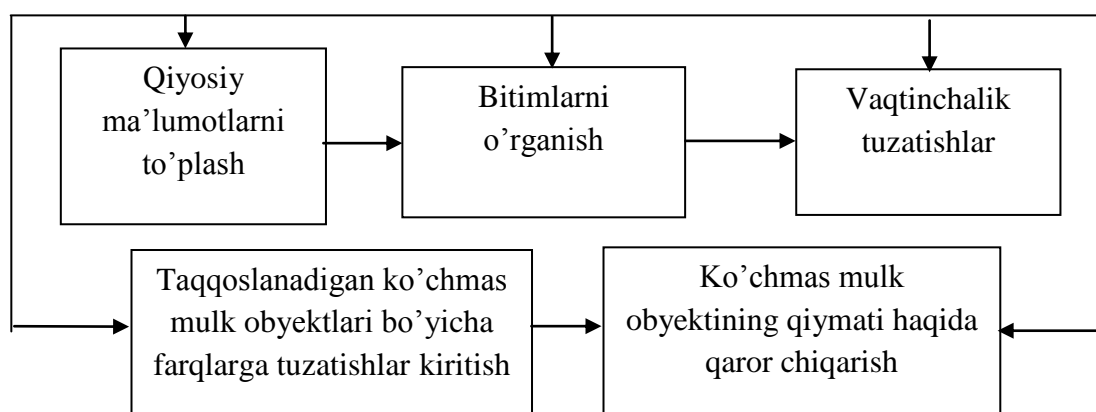 Qiyosiy
ma’lumotlarni
to’plash
Bitimlarni
o’rganish
Vaqtinchalik
tuzatishlar
Taqqoslanadigan ko’chmas
mulk obyektlari bo’yicha
farqlarga tuzatishlar kiritish
Ko’chmas mulk
obyektining qiymati haqida
qaror chiqarish